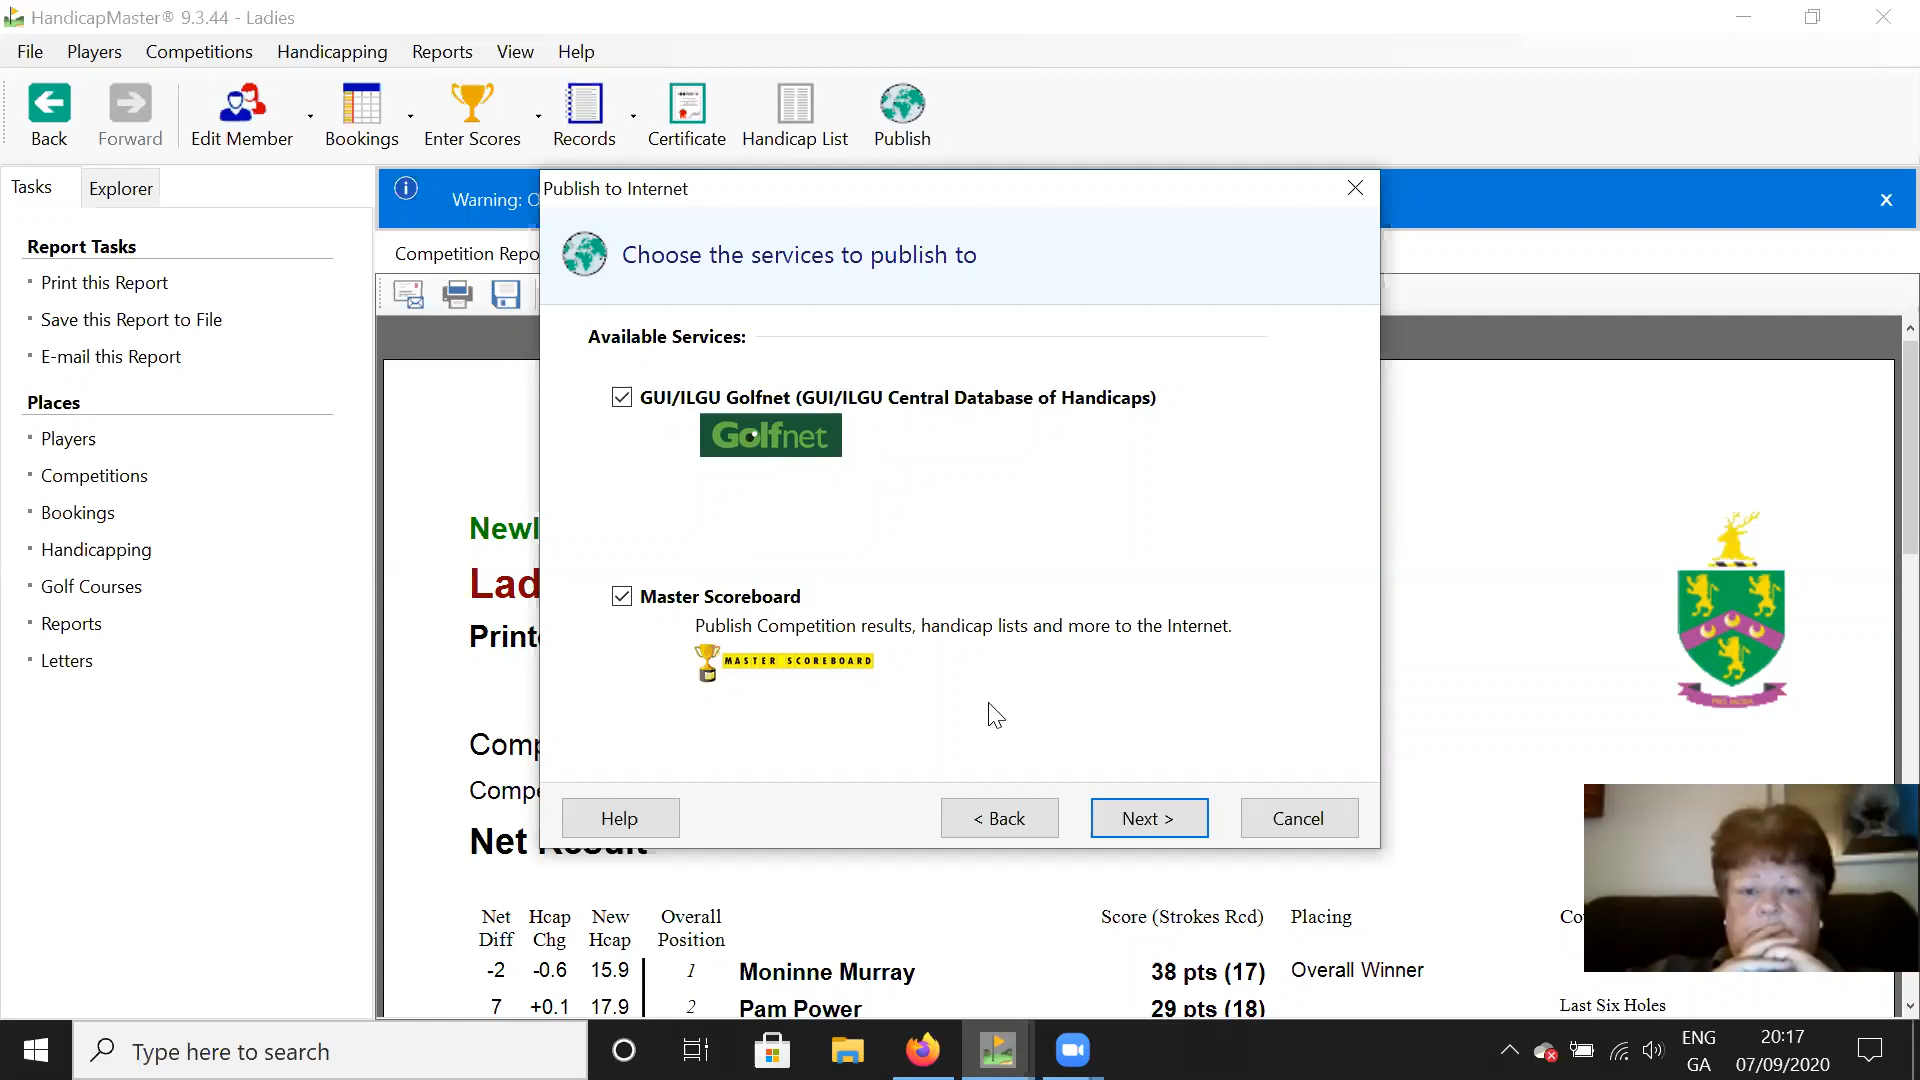 HandicapMaster® 9.3.44 - Ladies
File Players Competitions Handicapping Reports View Help
Back Forward Edit Member Bookings Enter Scores Records Certificate Handicap List Publish
Tasks Explorer
Report Tasks
Print this Report
Save this Report to File
E-mail this Report
Places
Players
Competitions
Bookings
Handicapping
Golf Courses
Reports
Letters
Warning: O
x
Competition Repo
Publish to Internet
Choose the services to publish to
Available Services:
GUI/ILGU Golfnet (GUI/ILGU Central Database of Handicaps)
Golfnet
Master Scoreboard
Publish Competition results, handicap lists and more to the Internet.
MASTER SCOREBOARD
Help < Back Next > Cancel
Newl
Lad
Print
Comp
Compe
Net Result
Net Hcap New Overall Score (Strokes Rcd) Placing Co
Diff Chg Hcap Position
-2 -0.6 15.9 1 Moninne Murray 38 pts (17) Overall Winner
7 +0.1 17.9 2 Pam Power 29 pts (18) Last Six Holes
Type here to search
ENG
GA
20:17
07/09/2020